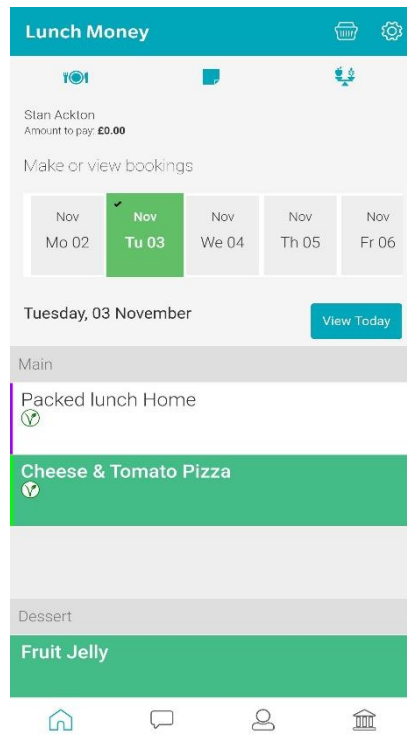 Lunch Money
Stan Ackton
Amount to pay: £0.00
Make or view bookings
Nov Nov Nov Nov Nov
Mo 02 Tu 03 We 04 Th 05 Fr 06
Tuesday, 03 November
View Today
Main
Packed lunch Home
V
Cheese & Tomato Pizza
V
Dessert
Fruit Jelly